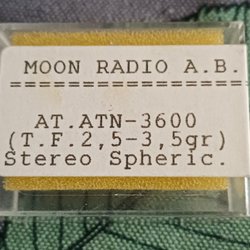 MOON RADIO A.B.
==================
AT.ATN-3600
(T.F.2,5-3,5gr)
Stereo Spheric.